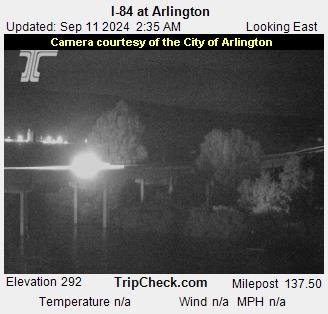 I-84 at Arlington
Updated: Sep 11 2024 2:35 AM Looking East
Camera courtesy of the City of Arlington
Elevation 292 TripCheck.com Milepost 137.50
Temperature n/a Wind n/a MPH n/a